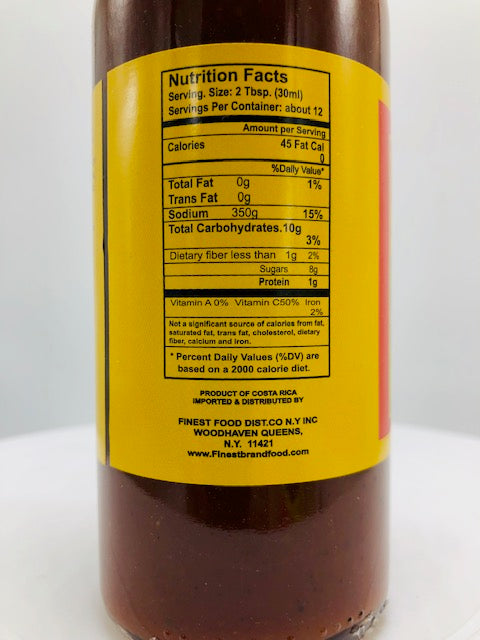 Nutrition Facts
Serving. Size: 2 Tbsp. (30ml)
Servings Per Container: about 12
Amount per Serving
Calories 45 Fat Cal
0
%Daily Value*
Total Fat 0g 1%
Trans Fat 0g
Sodium 350g 15%
Total Carbohydrates.10g
3%
Dietary fiber less than 1g 2%
Sugars 8g
Protein 1g
Vitamin A 0% Vitamin C50% Iron
2%
Not a significant source of calories from fat,
saturated fat, trans fat, cholesterol, dietary
fiber, calcium and iron.
* Percent Daily Values (%DV) are
based on a 2000 calorie diet.
PRODUCT OF COSTA RICA
IMPORTED & DISTRIBUTED BY
FINEST FOOD DIST.CO N.Y INC
WOODHAVEN QUEENS,
N.Y. 11421
www.Finestbrandfood.com